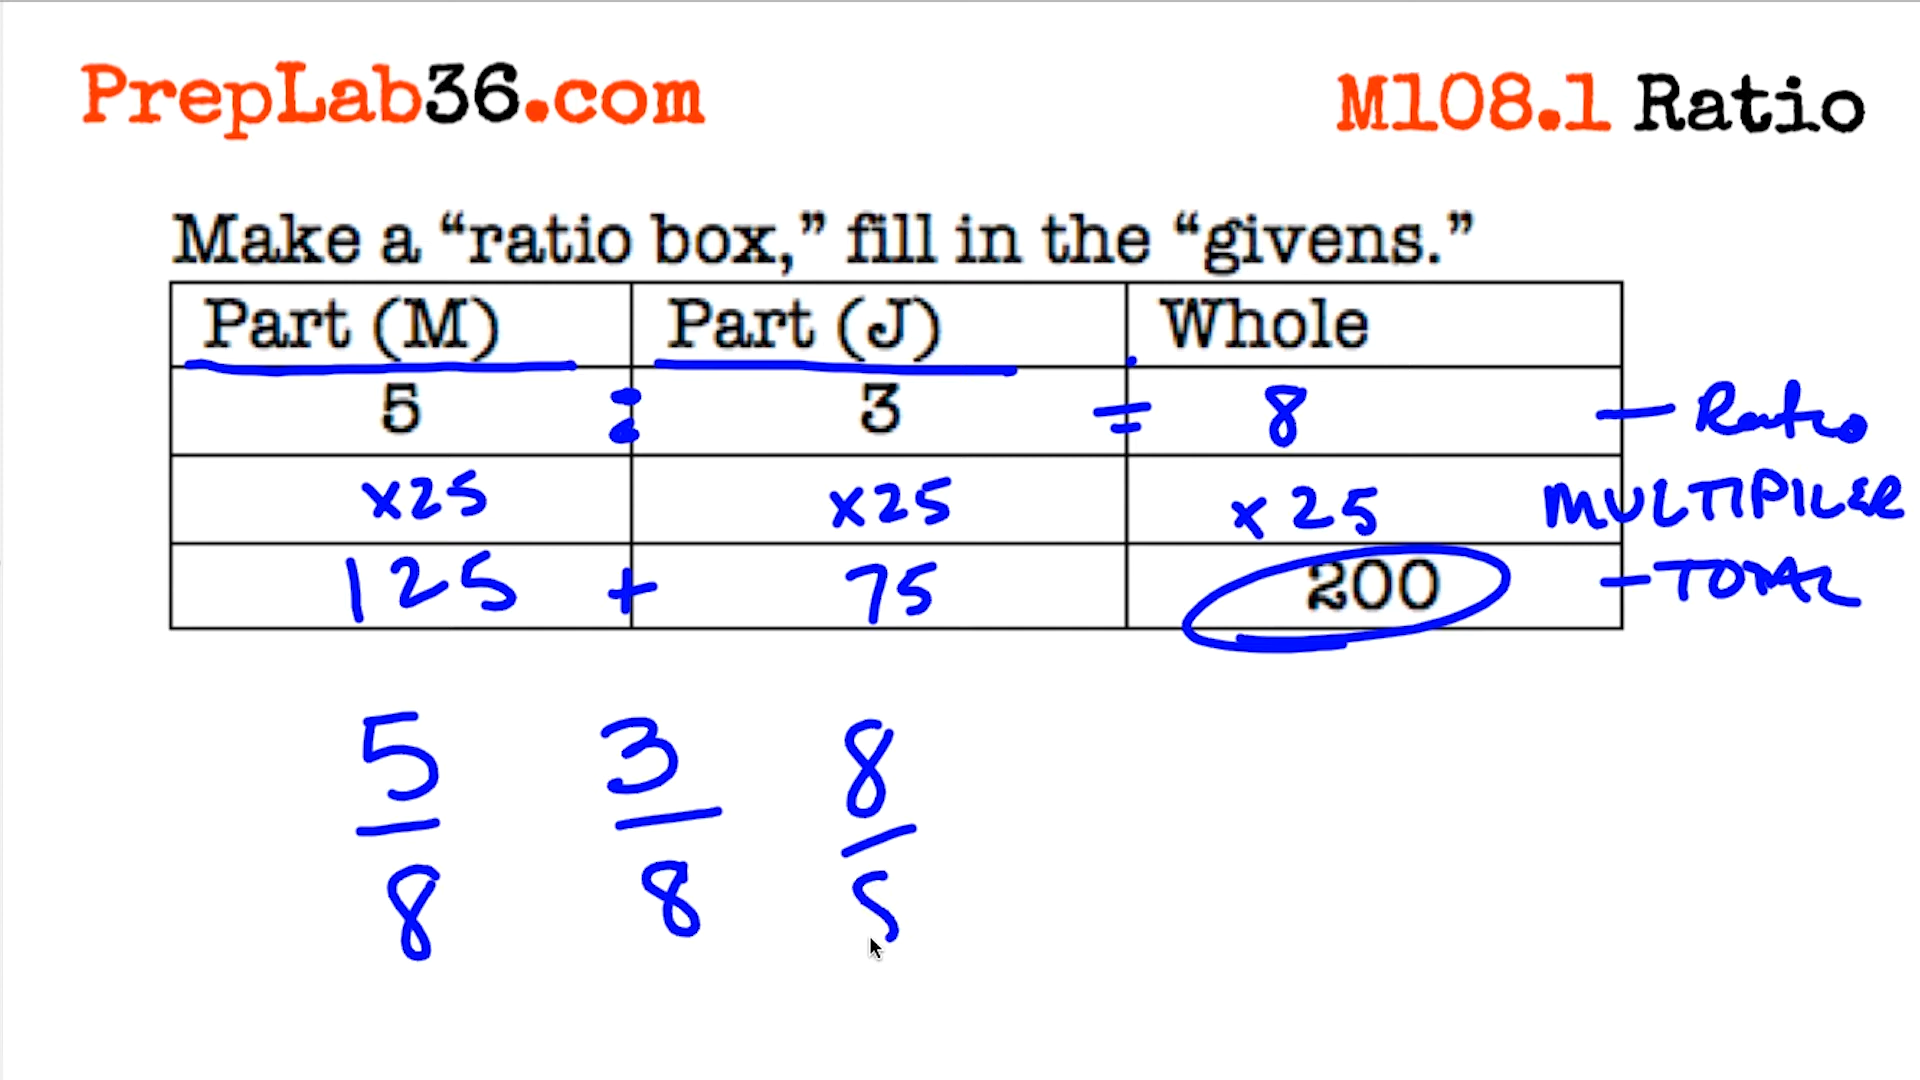 PrepLab36.com M108.1 Ratio
Make a “ratio box,” fill in the “givens.”
Part (M) Part (J) Whole
5 : 3 = 8 — Ratio
x25 x25 x25 MULTIPILER
125 + 75 200 — TOTAL
5 3 8
8 8 5